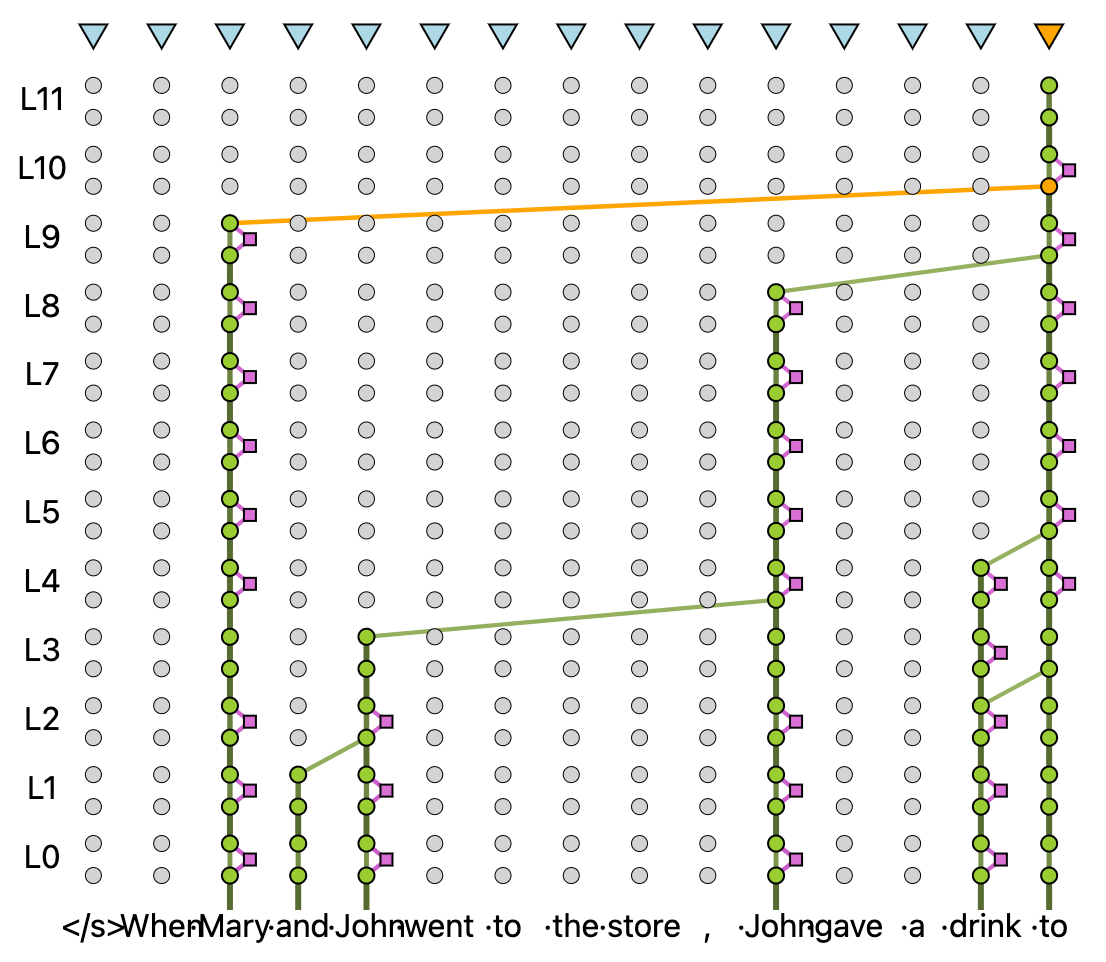 L11
L10
L9
L8
L7
L6
L5
L4
L3
L2
L1
L0
</s> When ·Mary ·and ·John ·went ·to ·the ·store , ·John ·gave ·a ·drink ·to